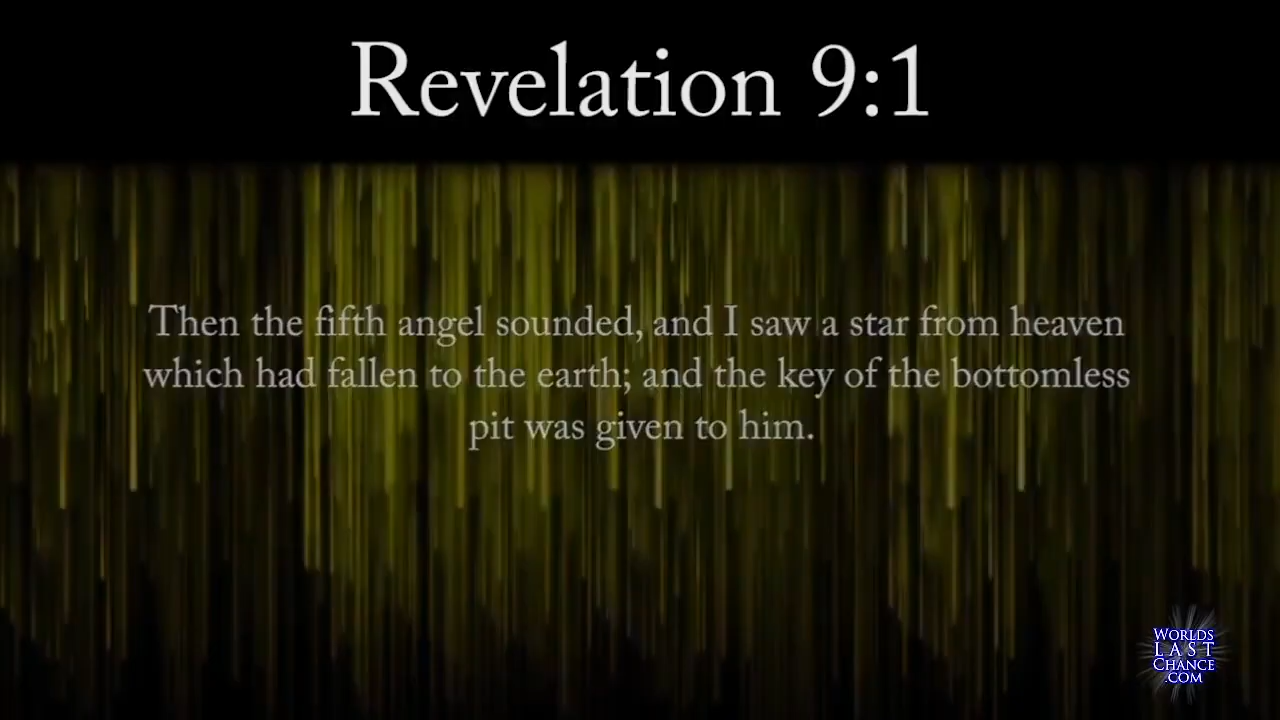 Revelation 9:1
Then the fifth angel sounded, and I saw a star from heaven
which had fallen to the earth; and the key of the bottomless
pit was given to him.
WORLDS
LAST
CHANCE
.COM